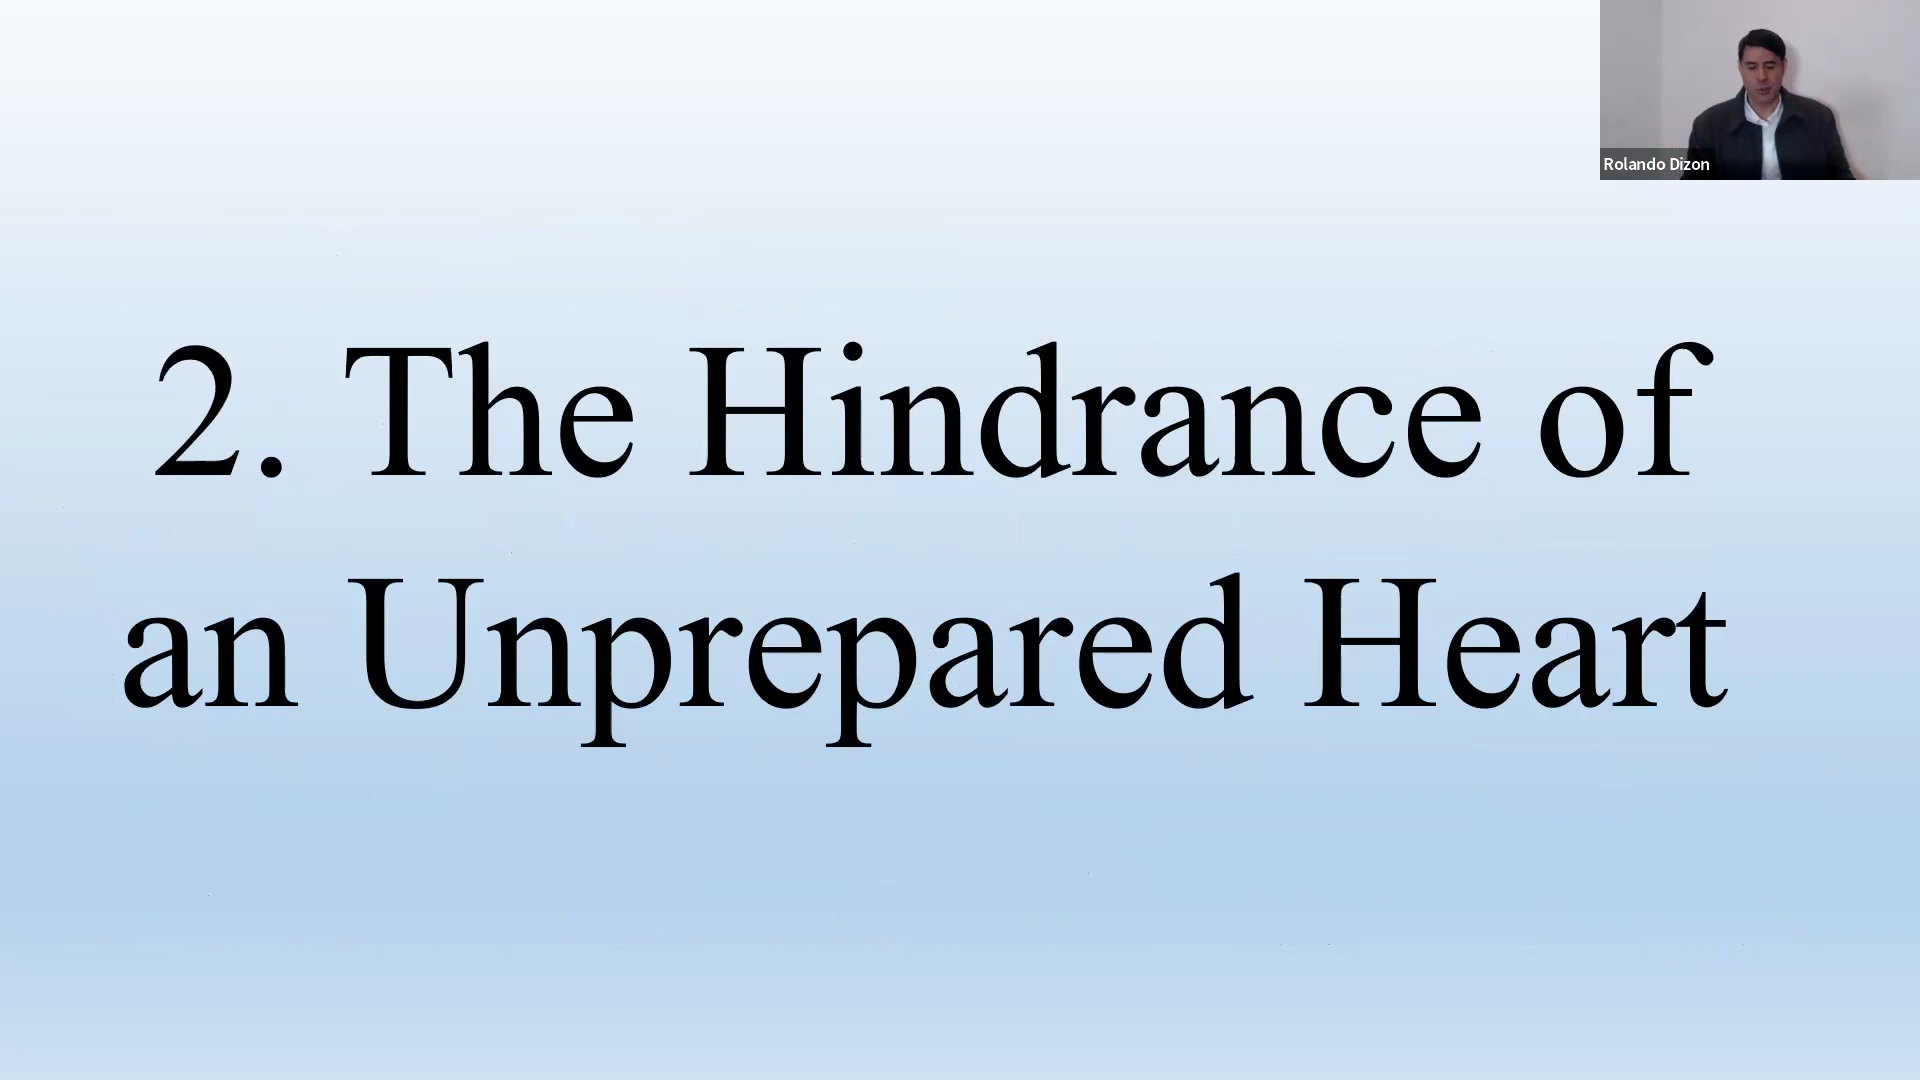 Rolando Dizon
2. The Hindrance of
an Unprepared Heart